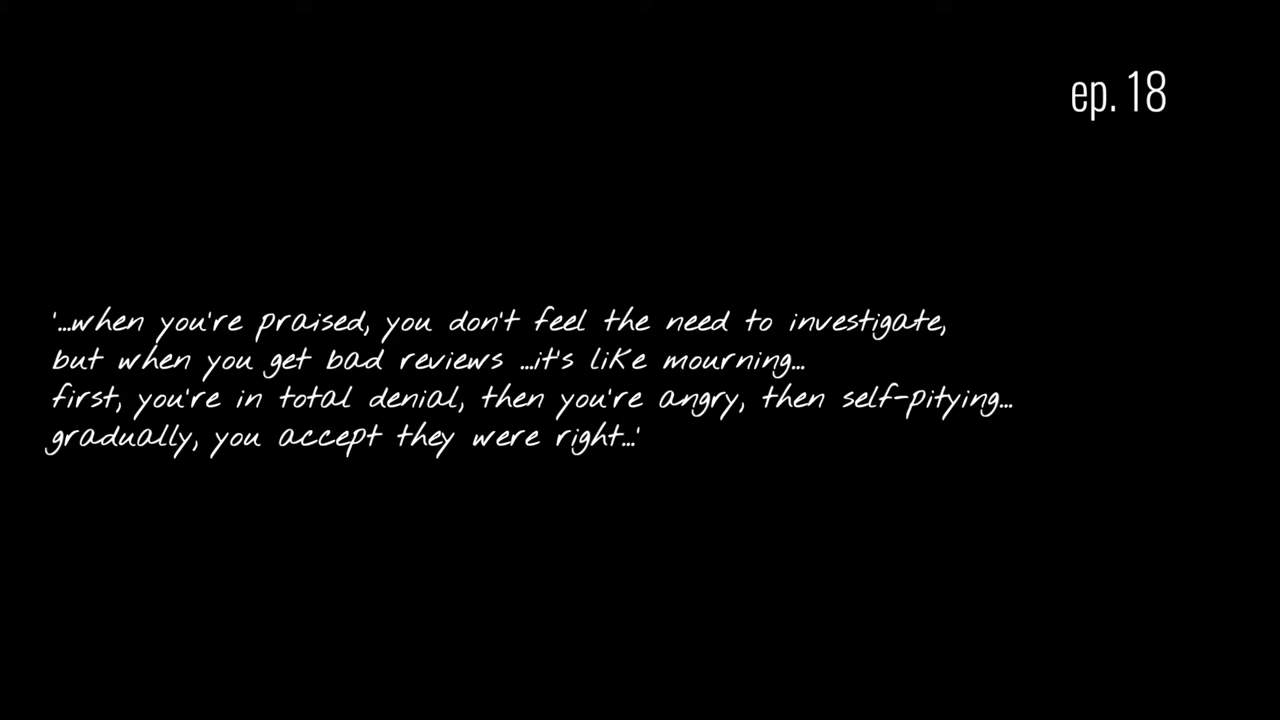 ep. 18
'...when you're praised, you don't feel the need to investigate,
but when you get bad reviews ...it's like mourning...
first, you're in total denial, then you're angry, then self-pitying...
gradually, you accept they were right...'